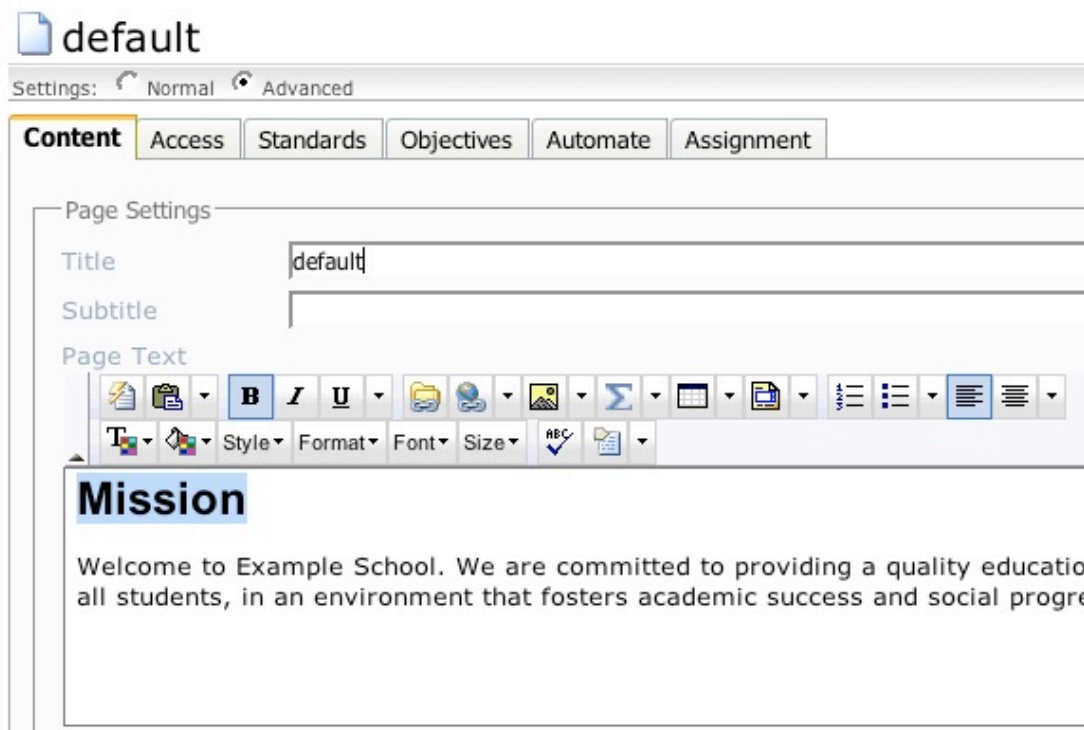 default
Settings: Normal Advanced
Content Access Standards Objectives Automate Assignment
Page Settings
Title default
Subtitle
Page Text
B I U
T Style Format Font Size ABC
Mission
Welcome to Example School. We are committed to providing a quality educatio
all students, in an environment that fosters academic success and social progre